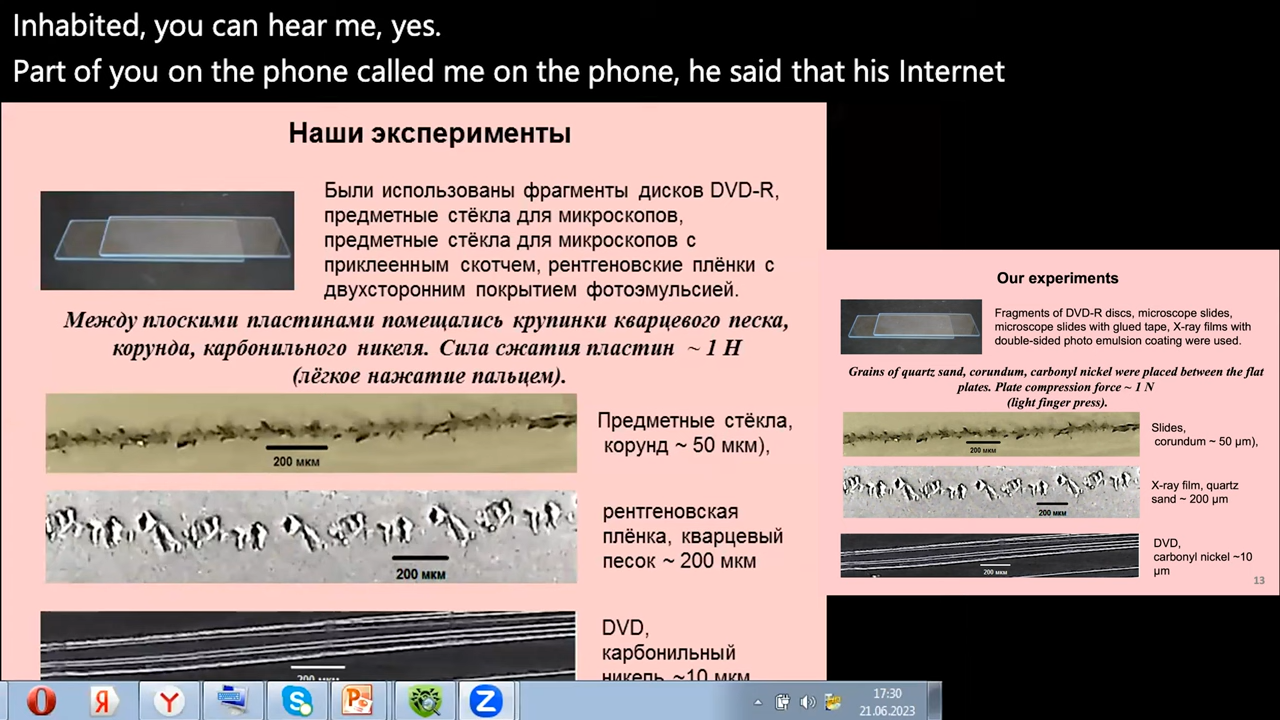 Inhabited, you can hear me, yes.
Part of you on the phone called me on the phone, he said that his Internet
Наши эксперименты
Были использованы фрагменты дисков DVD-R,
предметные стёкла для микроскопов,
предметные стёкла для микроскопов с
приклеенным скотчем, рентгеновские плёнки с
двухсторонним покрытием фотоэмульсией.
Между плоскими пластинами помещались крупинки кварцевого песка,
корунда, карбонильного никеля. Сила сжатия пластин ~ 1 Н
(лёгкое нажатие пальцем).
200 мкм
Предметные стёкла,
корунд ~ 50 мкм),
200 мкм
рентгеновская
плёнка, кварцевый
песок ~ 200 мкм
200 мкм
DVD,
карбонильный
никель ~10 мкм
Our experiments
Fragments of DVD-R discs, microscope slides,
microscope slides with glued tape, X-ray films with
double-sided photo emulsion coating were used.
Grains of quartz sand, corundum, carbonyl nickel were placed between the flat
plates. Plate compression force ~ 1 N
(light finger press).
200 мкм
Slides,
corundum ~ 50 μm),
200 мкм
X-ray film, quartz
sand ~ 200 μm
200 мкм
DVD,
carbonyl nickel ~10
μm
13
17:30
21.06.2023